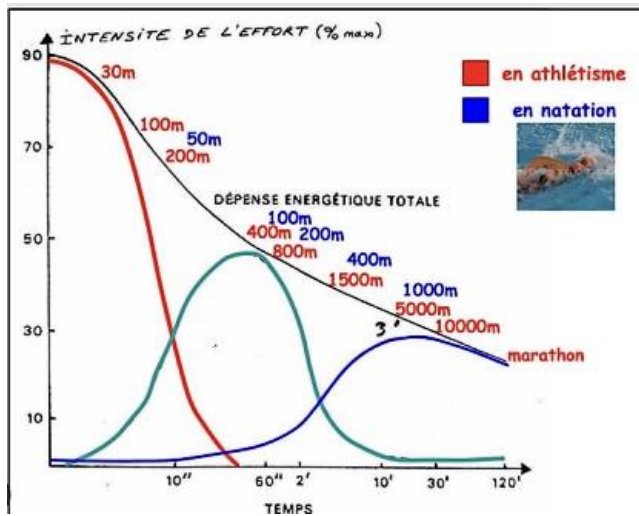 INTENSITE DE L'EFFORT (% max)
90
30m
en athlétisme
en natation
100m
50m
70
200m
DÉPENSE ENERGÉTIQUE TOTALE
100m
400m
200m
50
800m
400m
1500m
1000m
5000m
3'
10000m
30
marathon
10
10"
60"
2'
10'
30'
120'
TEMPS